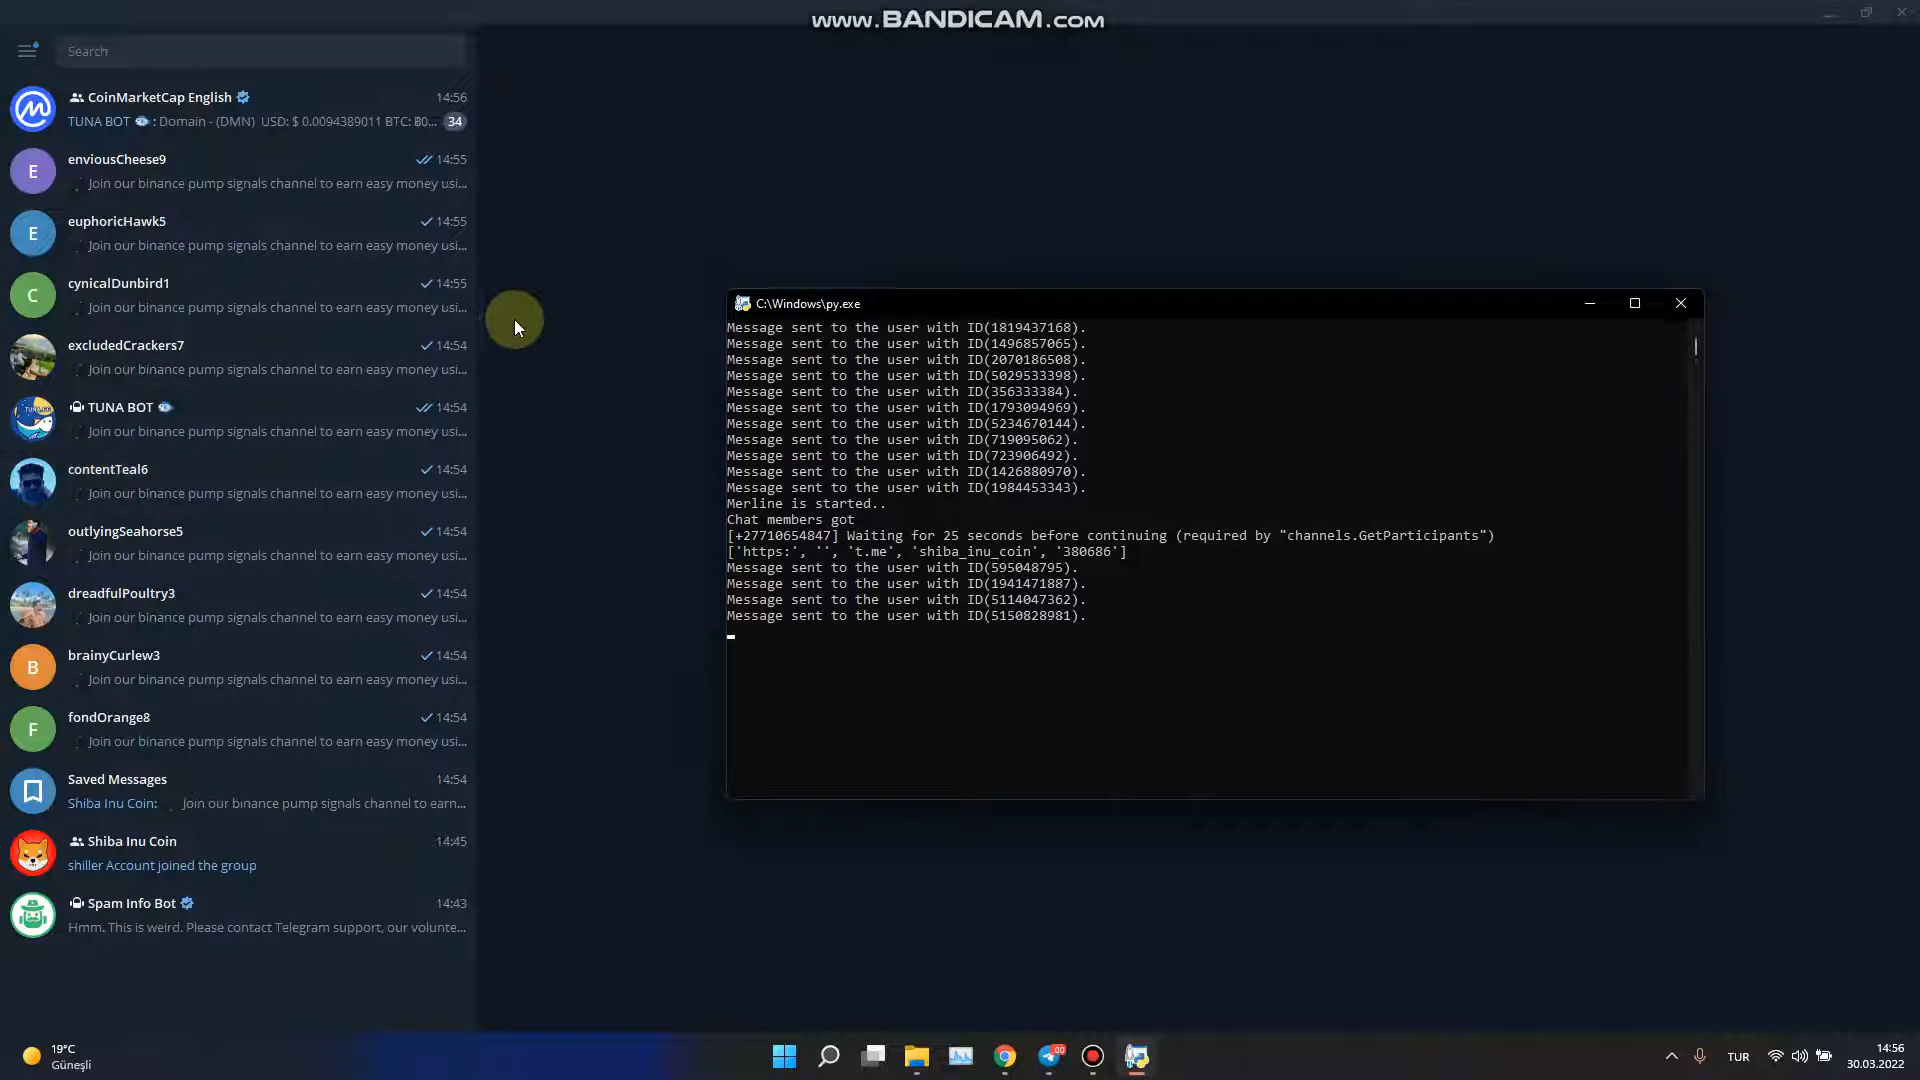 www.BANDICAM.com
Search
CoinMarketCap English
14:56
TUNA BOT 🐟 : Domain - (DMN) USD: $ 0.0094389011 BTC: ฿0...
34
enviousCheese9
14:55
Join our binance pump signals channel to earn easy money usi...
E
euphoricHawk5
14:55
Join our binance pump signals channel to earn easy money usi...
E
cynicalDunbird1
14:55
Join our binance pump signals channel to earn easy money usi...
C
excludedCrackers7
14:54
Join our binance pump signals channel to earn easy money usi...
TUNA BOT 🐟
14:54
Join our binance pump signals channel to earn easy money usi...
contentTeal6
14:54
Join our binance pump signals channel to earn easy money usi...
outlyingSeahorse5
14:54
Join our binance pump signals channel to earn easy money usi...
dreadfulPoultry3
14:54
Join our binance pump signals channel to earn easy money usi...
brainyCurlew3
14:54
Join our binance pump signals channel to earn easy money usi...
B
fondOrange8
14:54
Join our binance pump signals channel to earn easy money usi...
F
Saved Messages
14:54
Shiba Inu Coin: Join our binance pump signals channel to earn...
Shiba Inu Coin
14:45
shiller Account joined the group
Spam Info Bot
14:43
Hmm. This is weird. Please contact Telegram support, our volunte...
C:\Windows\py.exe
Message sent to the user with ID(1819437168).
Message sent to the user with ID(1496857065).
Message sent to the user with ID(2070186508).
Message sent to the user with ID(5029533398).
Message sent to the user with ID(356333384).
Message sent to the user with ID(1793094969).
Message sent to the user with ID(5234670144).
Message sent to the user with ID(719095062).
Message sent to the user with ID(723906492).
Message sent to the user with ID(1426880970).
Message sent to the user with ID(1984453343).
Merline is started..
Chat members got
[+27710654847] Waiting for 25 seconds before continuing (required by "channels.GetParticipants")
['https:', '', 't.me', 'shiba_inu_coin', '380686']
Message sent to the user with ID(595048795).
Message sent to the user with ID(1941471887).
Message sent to the user with ID(5114047362).
Message sent to the user with ID(5150828981).
19°C
Güneşli
TUR
14:56
30.03.2022